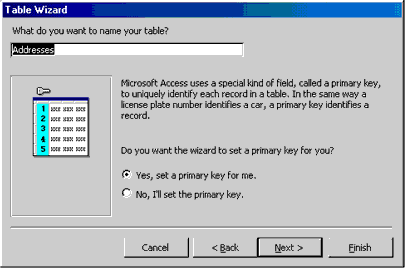 Table Wizard
What do you want to name your table?
Addresses
Microsoft Access uses a special kind of field, called a primary key,
to uniquely identify each record in a table. In the same way a
license plate number identifies a car, a primary key identifies a
record.
1 xxx xxx xxx
2 xxx xxx xxx
3 xxx xxx xxx
4 xxx xxx xxx
5 xxx xxx xxx
Do you want the wizard to set a primary key for you?
Yes, set a primary key for me.
No, I'll set the primary key.
Cancel < Back Next > Finish